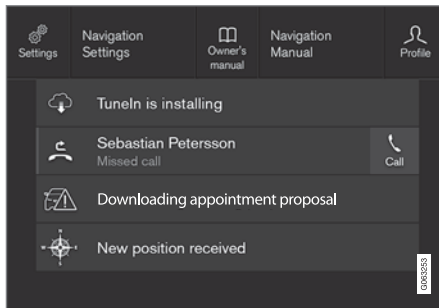 Settings
Navigation
Settings
Owner's
manual
Navigation
Manual
Profile
TuneIn is installing
Sebastian Petersson
Missed call
Call
Downloading appointment proposal
New position received
G063253